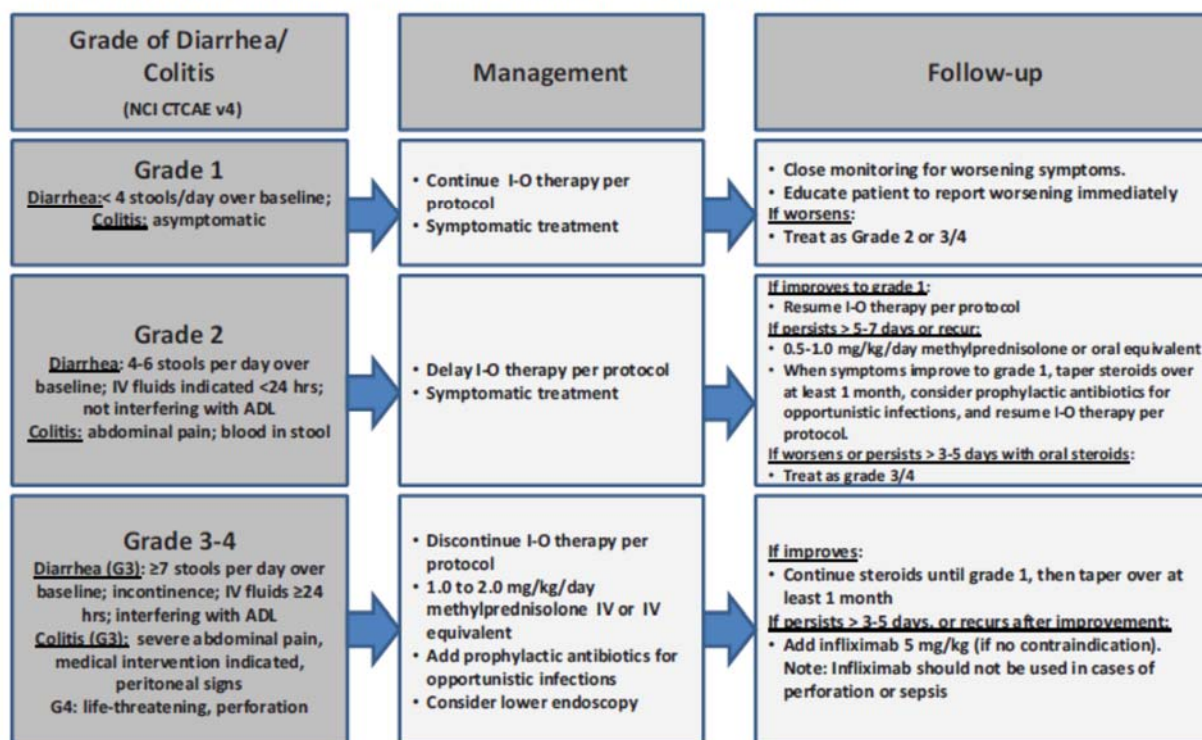 Grade of Diarrhea/
Colitis
(NCI CTCAE v4)
Management
Follow-up
Grade 1
Diarrhea:< 4 stools/day over baseline;
Colitis: asymptomatic
• Continue I-O therapy per
protocol
• Symptomatic treatment
• Close monitoring for worsening symptoms.
• Educate patient to report worsening immediately
If worsens:
• Treat as Grade 2 or 3/4
Grade 2
Diarrhea: 4-6 stools per day over
baseline; IV fluids indicated <24 hrs;
not interfering with ADL
Colitis: abdominal pain; blood in stool
• Delay I-O therapy per protocol
• Symptomatic treatment
If improves to grade 1:
• Resume I-O therapy per protocol
If persists > 5-7 days or recur:
• 0.5-1.0 mg/kg/day methylprednisolone or oral equivalent
• When symptoms improve to grade 1, taper steroids over
at least 1 month, consider prophylactic antibiotics for
opportunistic infections, and resume I-O therapy per
protocol.
If worsens or persists > 3-5 days with oral steroids:
• Treat as grade 3/4
Grade 3-4
Diarrhea (G3): ≥7 stools per day over
baseline; incontinence; IV fluids ≥24
hrs; interfering with ADL
Colitis (G3): severe abdominal pain,
medical intervention indicated,
peritoneal signs
G4: life-threatening, perforation
• Discontinue I-O therapy per
protocol
• 1.0 to 2.0 mg/kg/day
methylprednisolone IV or IV
equivalent
• Add prophylactic antibiotics for
opportunistic infections
• Consider lower endoscopy
If improves:
• Continue steroids until grade 1, then taper over at
least 1 month
If persists > 3-5 days, or recurs after improvement:
• Add infliximab 5 mg/kg (if no contraindication).
Note: Infliximab should not be used in cases of
perforation or sepsis